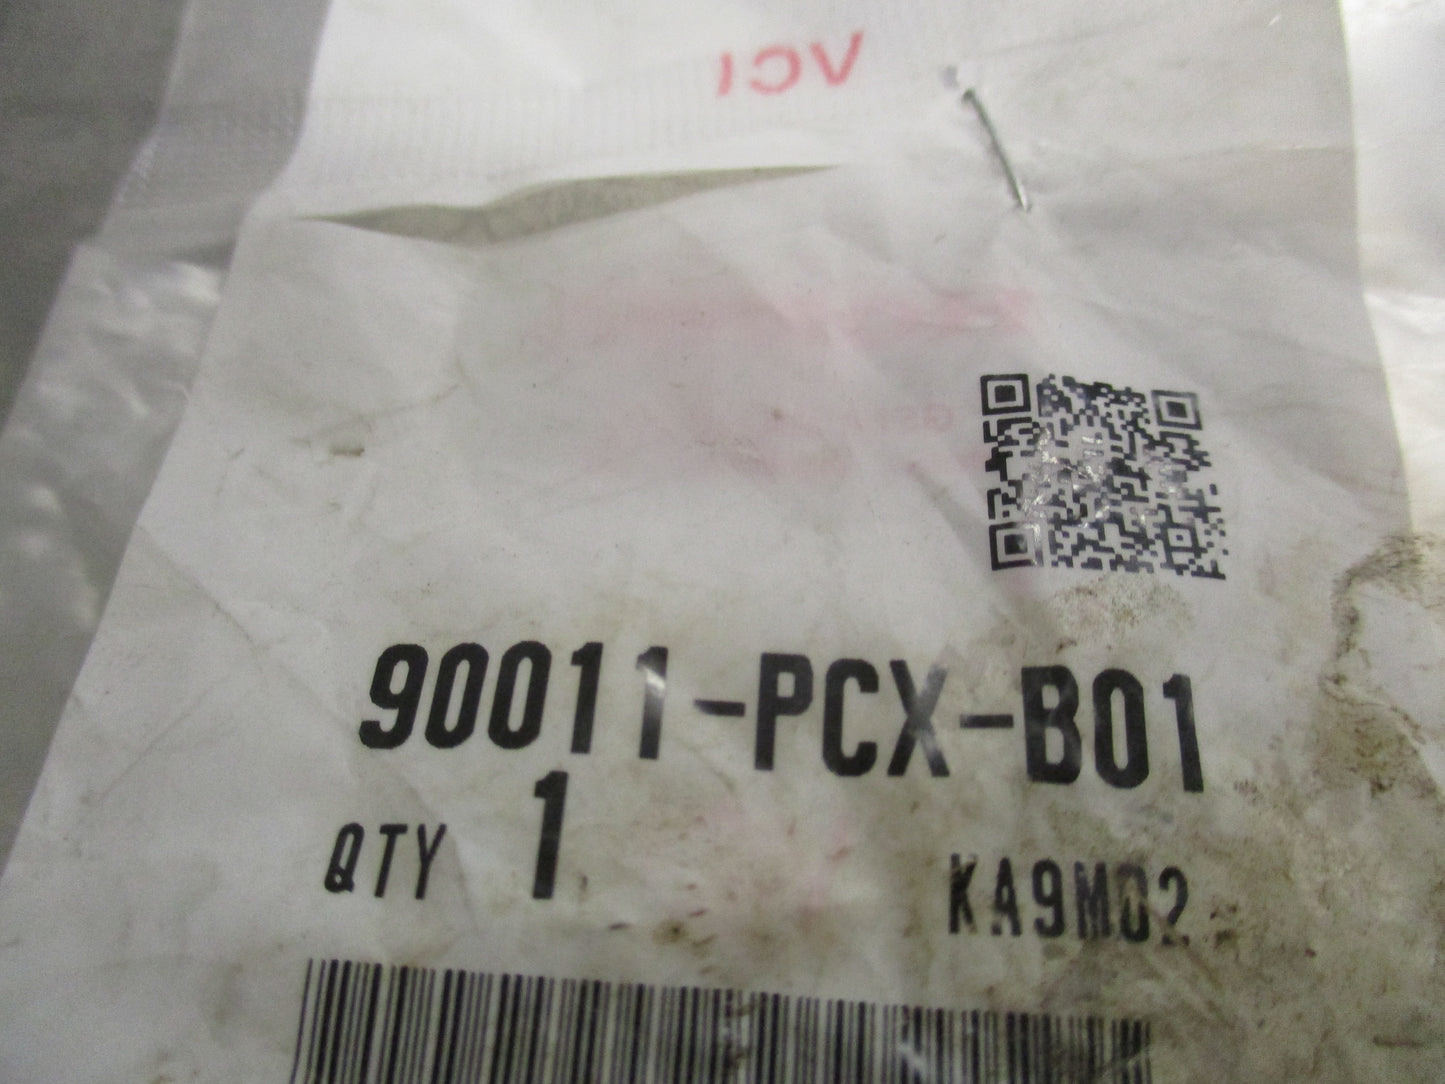 VCI
90011-PCX-B01
QTY 1
KA9M02